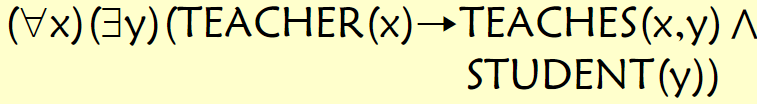 (∀x)(∃y)(TEACHER(x)→TEACHES(x,y) ∧
STUDENT(y))